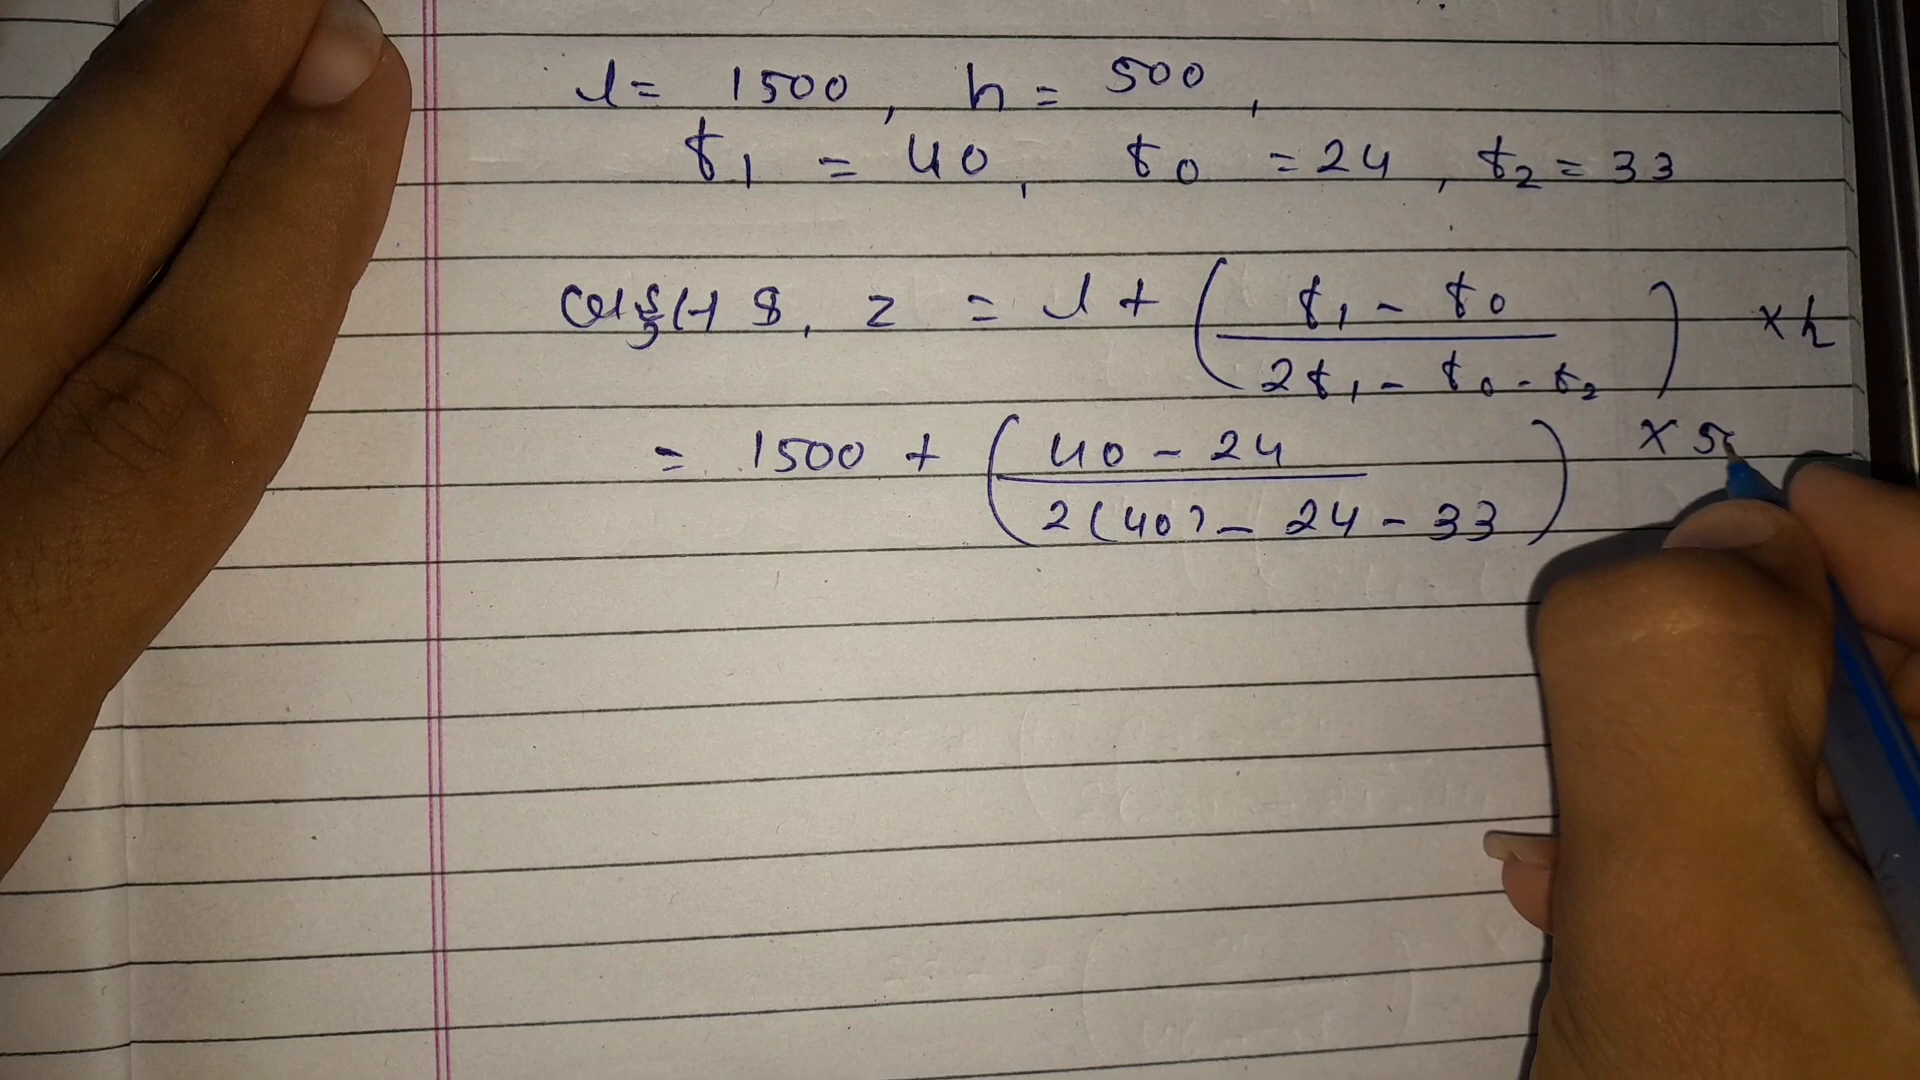 l = 1500, h = 500,
f1 = 40, f0 = 24, f2 = 33
z = l + (f1 - f0 / 2f1 - f0 - f2) × h
= 1500 + (40 - 24 / 2(40) - 24 - 33) × 5